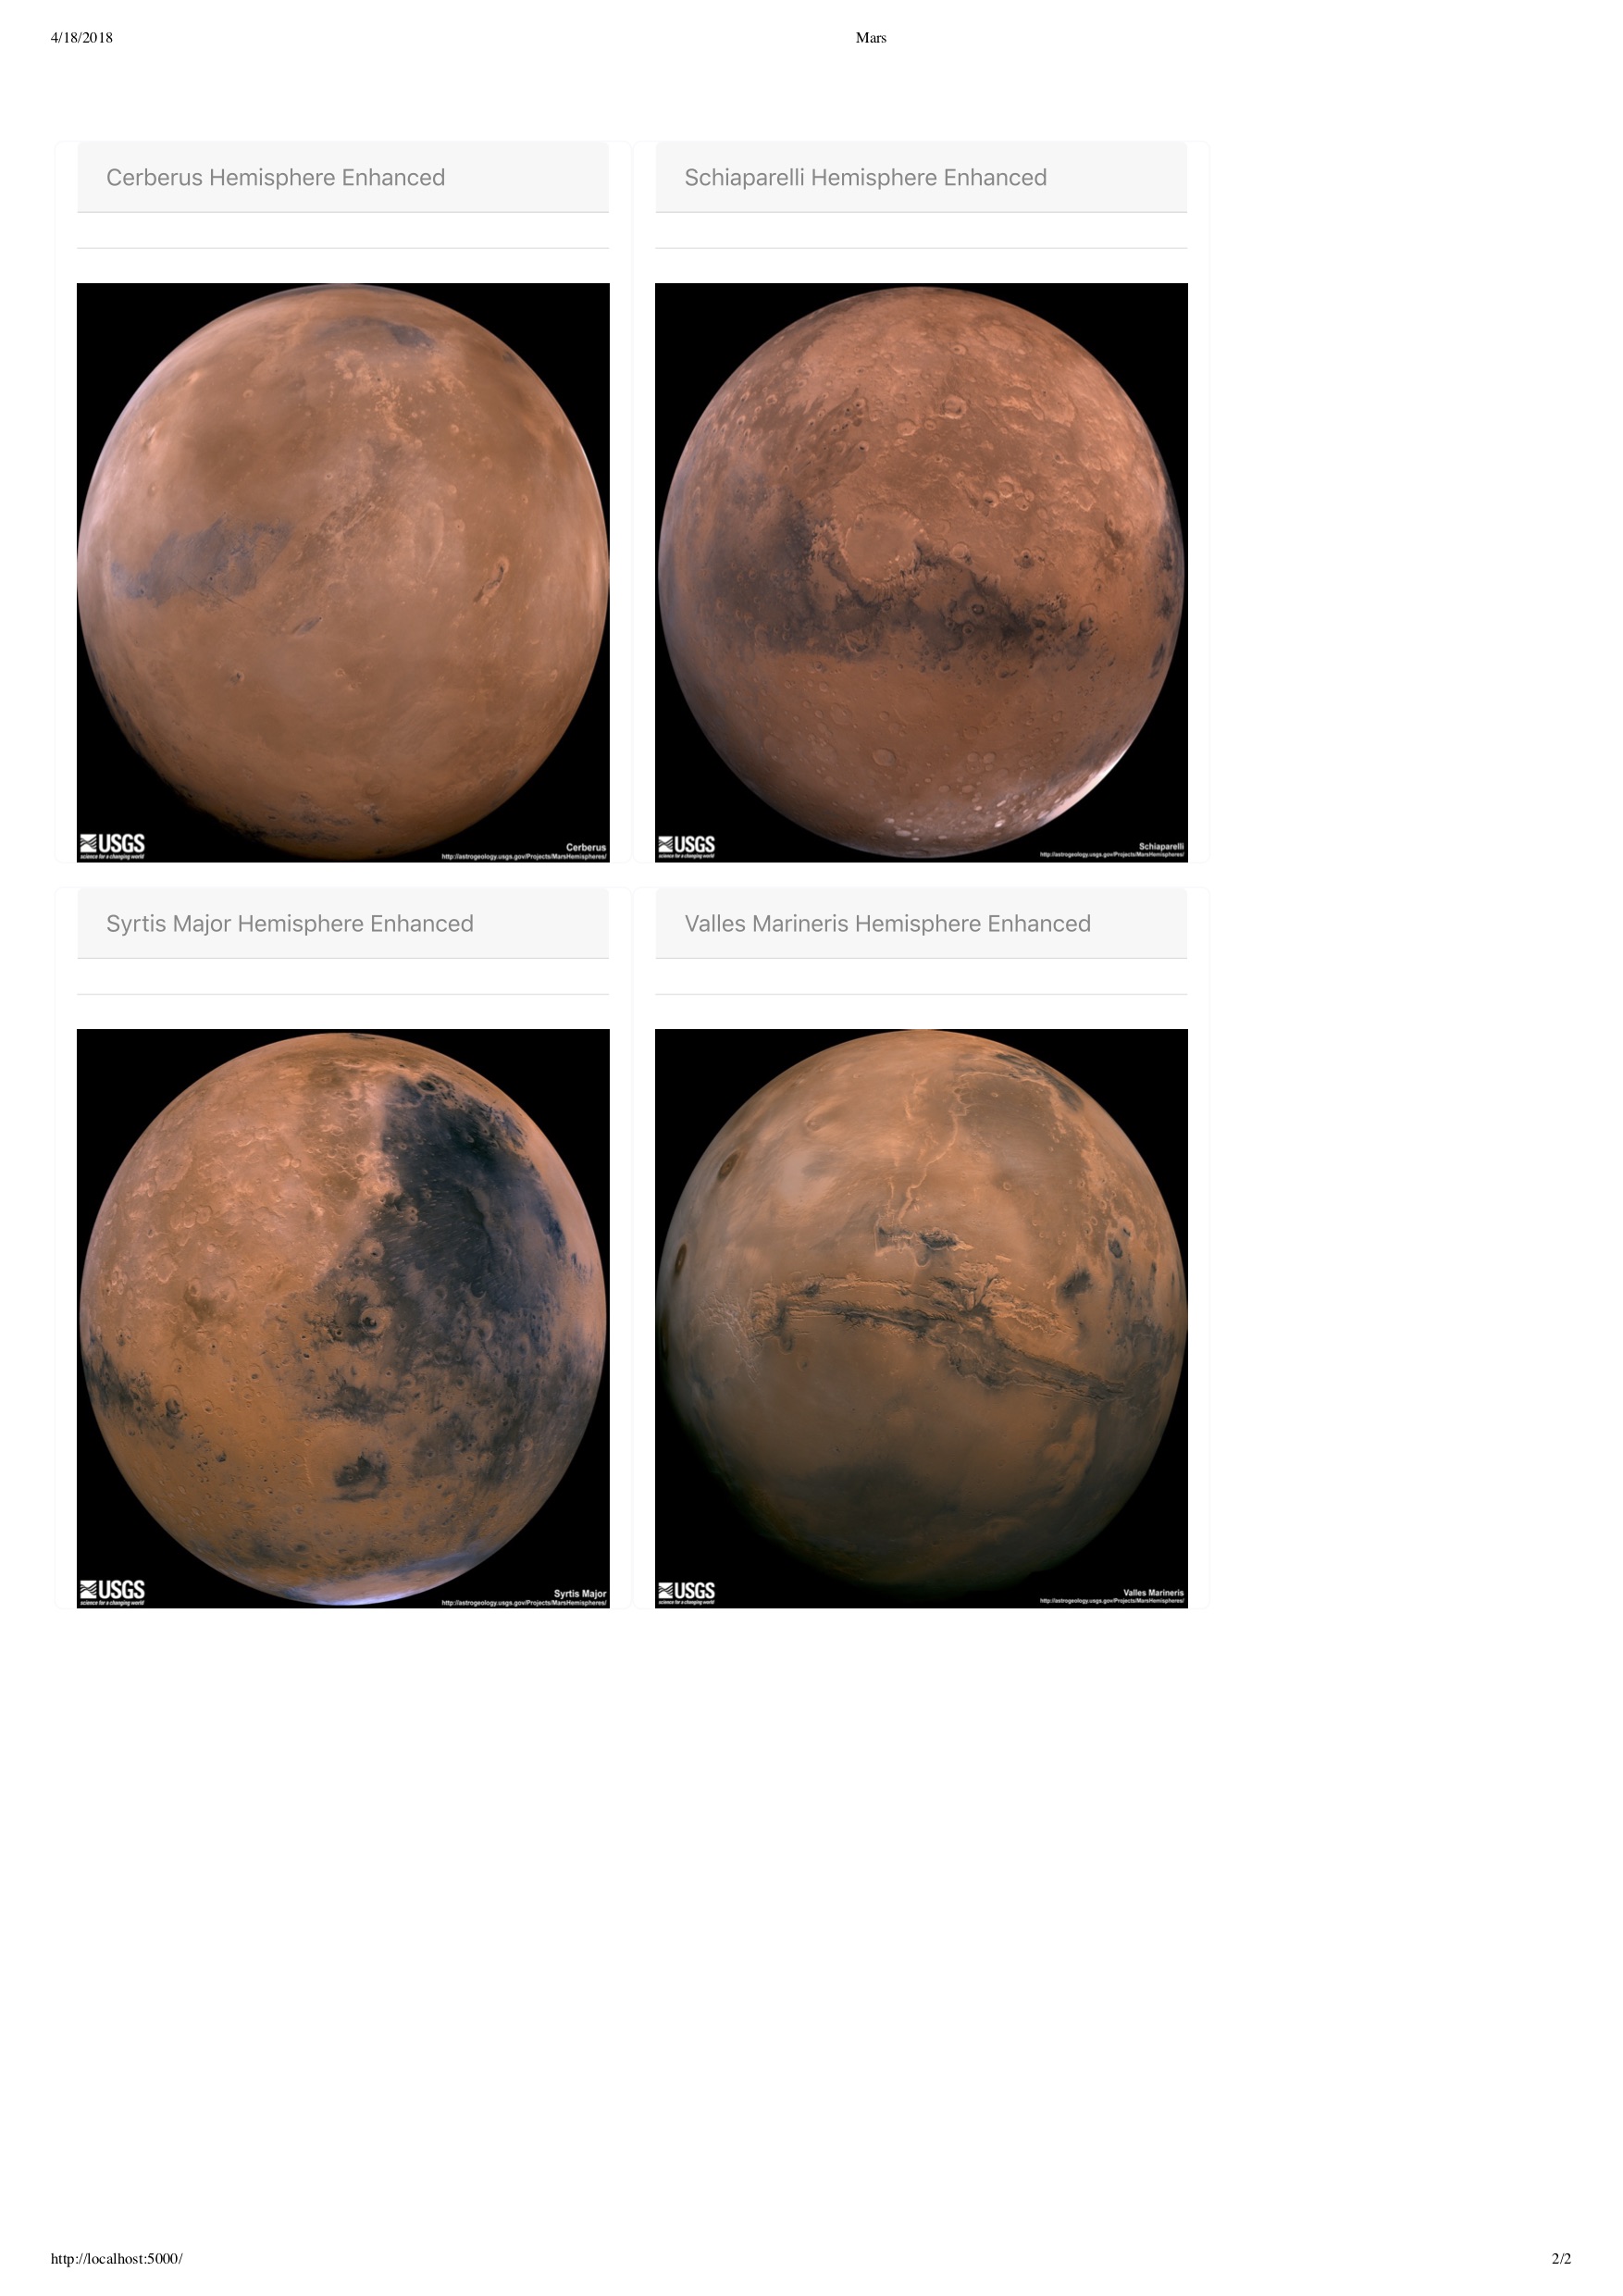 4/18/2018 Mars
Cerberus Hemisphere Enhanced
Schiaparelli Hemisphere Enhanced
USGS
science for a changing world
Cerberus
http://astrogeology.usgs.gov/Projects/MarsHemispheres/
USGS
science for a changing world
Schiaparelli
http://astrogeology.usgs.gov/Projects/MarsHemispheres/
Syrtis Major Hemisphere Enhanced
Valles Marineris Hemisphere Enhanced
USGS
science for a changing world
Syrtis Major
http://astrogeology.usgs.gov/Projects/MarsHemispheres/
USGS
science for a changing world
Valles Marineris
http://astrogeology.usgs.gov/Projects/MarsHemispheres/
http://localhost:5000/ 2/2